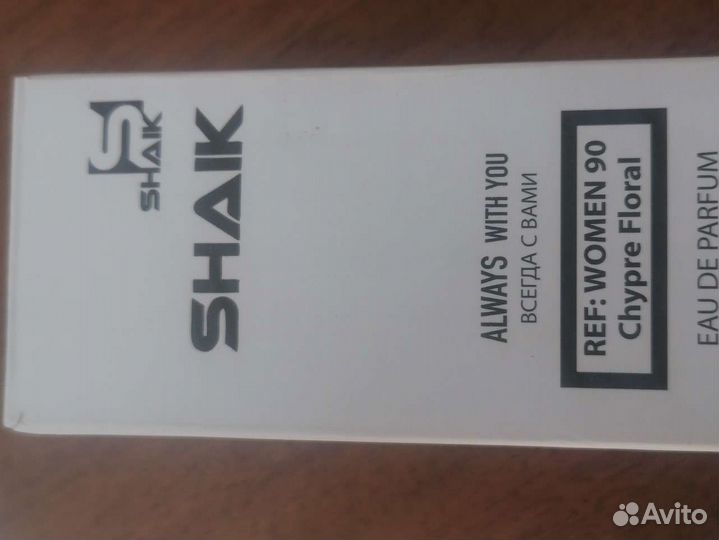 SHAIK
SHAIK
ALWAYS WITH YOU
ВСЕГДА С ВАМИ
REF: WOMEN 90
Chypre Floral
EAU DE PARFUM
Avito